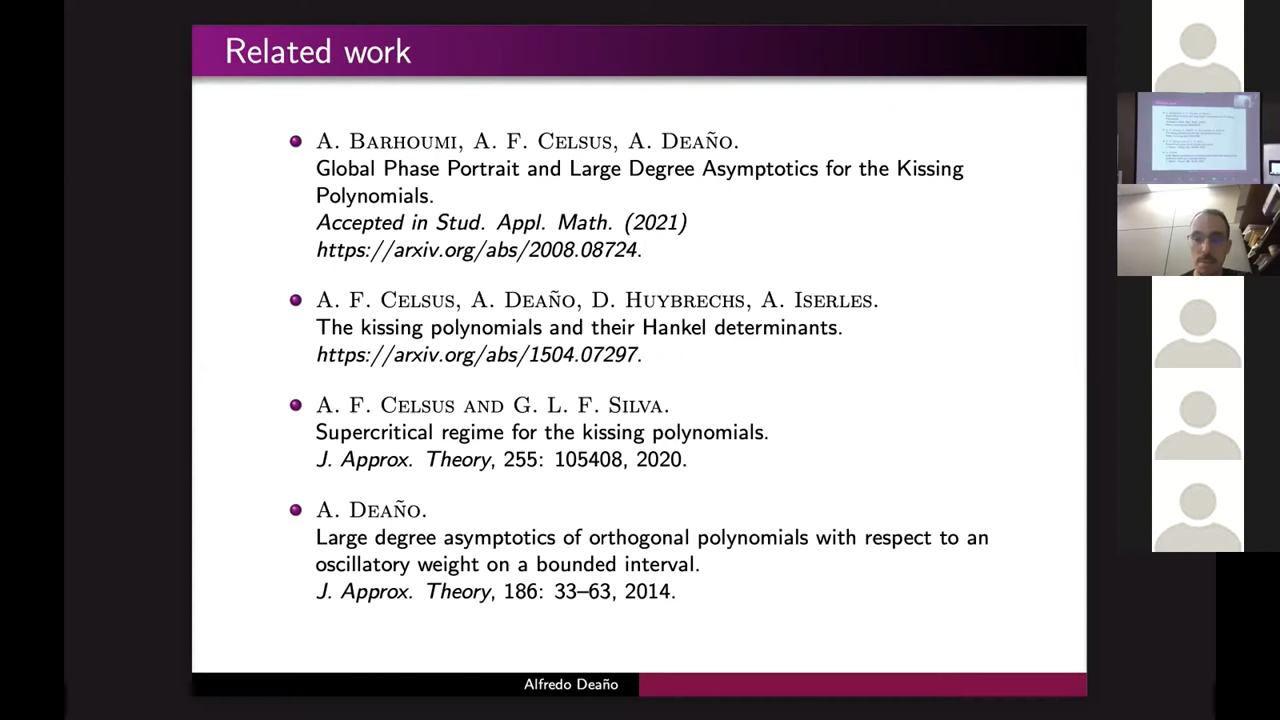 Related work
A. Barhoumi, A. F. Celsus, A. Deaño.
Global Phase Portrait and Large Degree Asymptotics for the Kissing
Polynomials.
Accepted in Stud. Appl. Math. (2021)
https://arxiv.org/abs/2008.08724.
A. F. Celsus, A. Deaño, D. Huybrechs, A. Iserles.
The kissing polynomials and their Hankel determinants.
https://arxiv.org/abs/1504.07297.
A. F. Celsus and G. L. F. Silva.
Supercritical regime for the kissing polynomials.
J. Approx. Theory, 255: 105408, 2020.
A. Deaño.
Large degree asymptotics of orthogonal polynomials with respect to an
oscillatory weight on a bounded interval.
J. Approx. Theory, 186: 33–63, 2014.
Alfredo Deaño